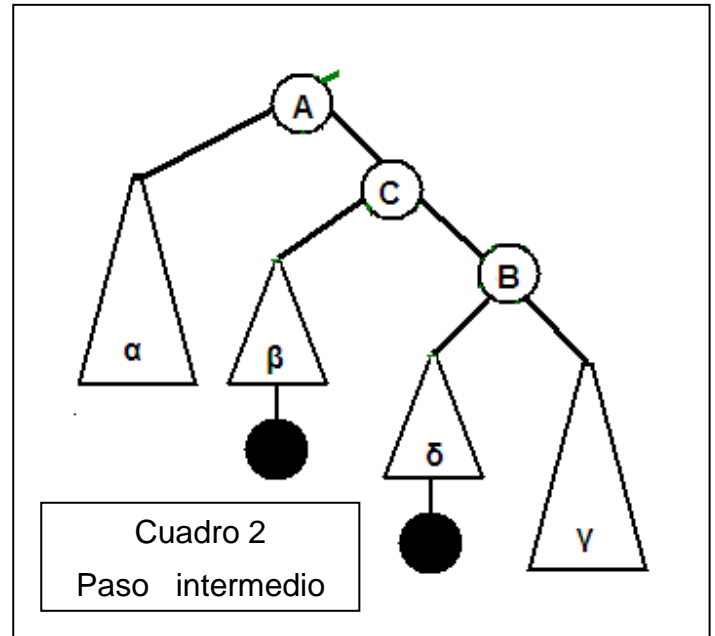 A
C
B
α
β
δ
γ
Cuadro 2
Paso intermedio